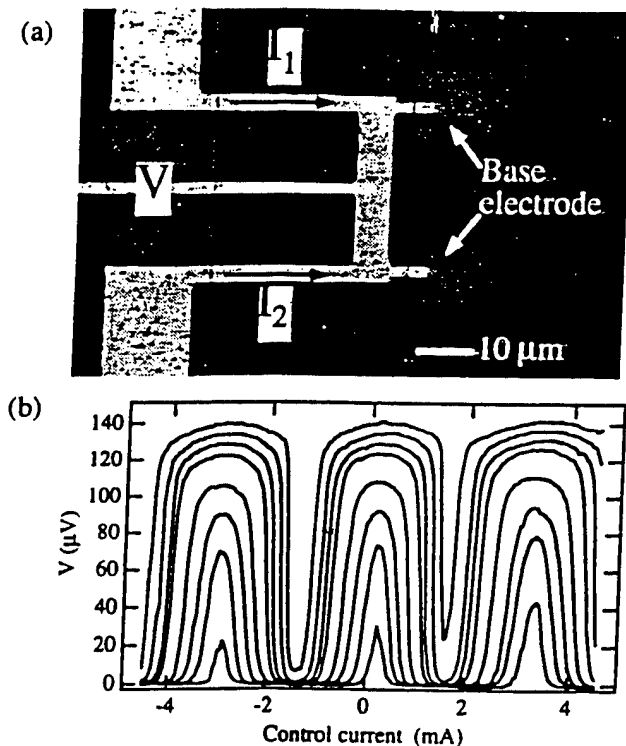 (a)
I1
V
Base
electrode
I2
10 µm
(b)
140
120
100
80
60
40
20
0
V (µV)
-4
-2
0
2
4
Control current (mA)